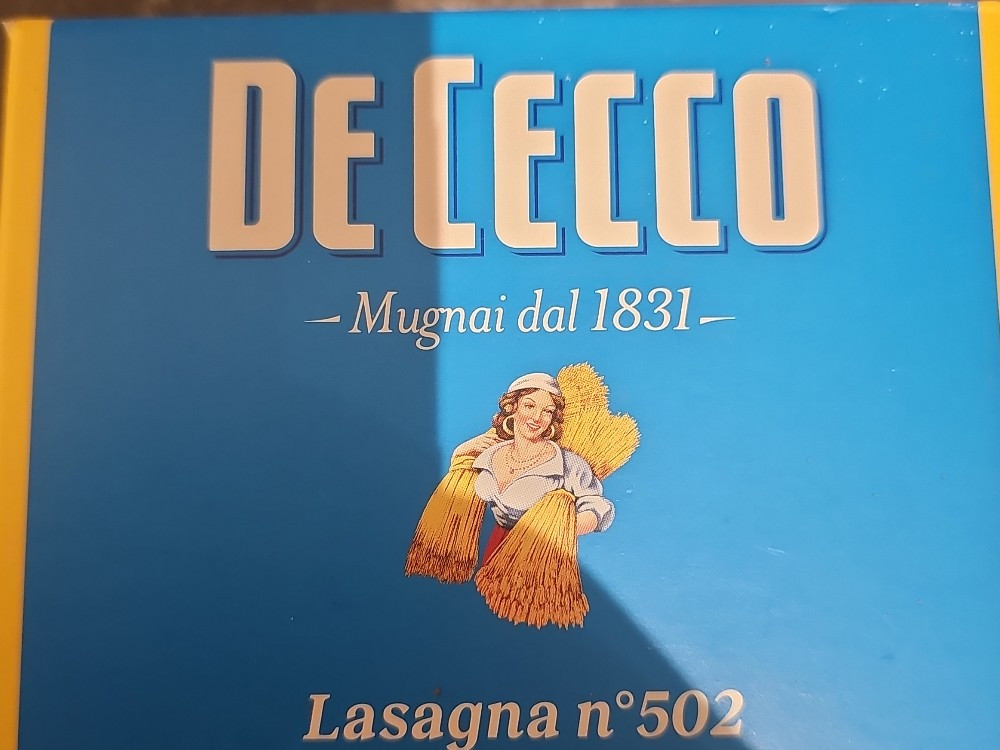 DE CECCO
Mugnai dal 1831
Lasagna n°502